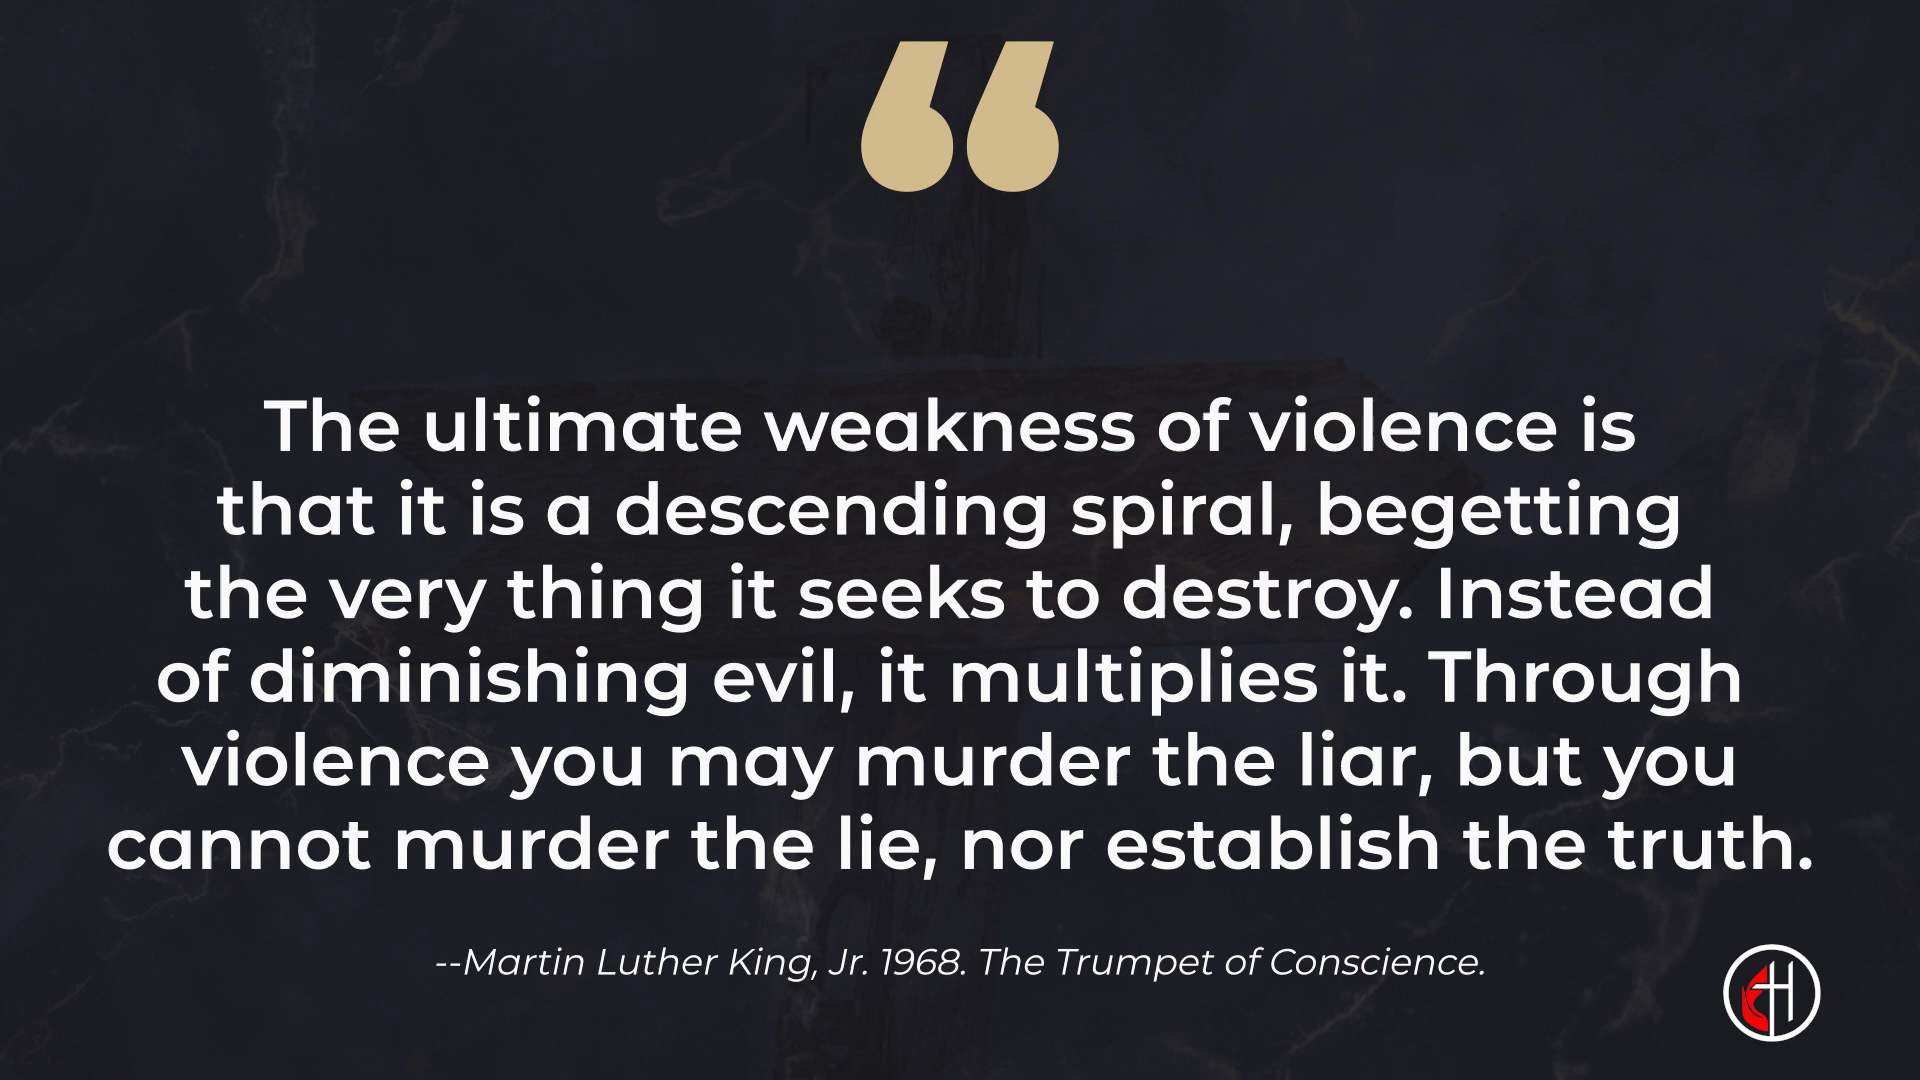 “
The ultimate weakness of violence is
that it is a descending spiral, begetting
the very thing it seeks to destroy. Instead
of diminishing evil, it multiplies it. Through
violence you may murder the liar, but you
cannot murder the lie, nor establish the truth.
--Martin Luther King, Jr. 1968. The Trumpet of Conscience.
H